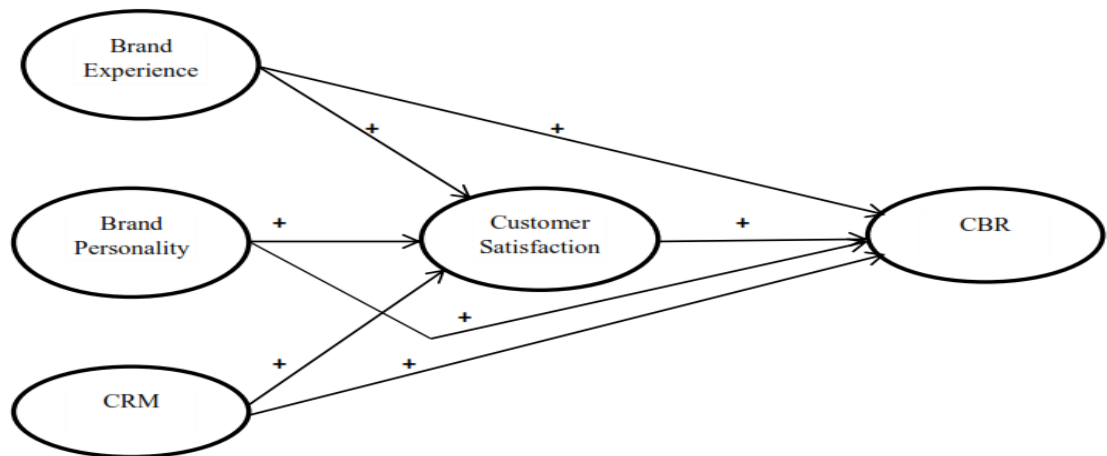 Brand
Experience
+
+
Brand
Personality
+
Customer
Satisfaction
+
CBR
+
+
+
CRM